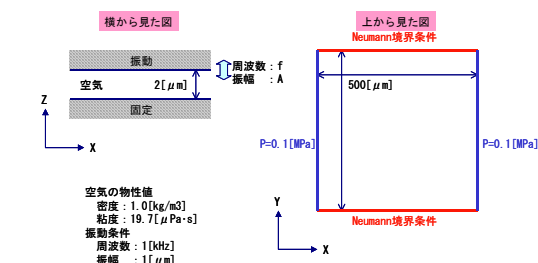 横から見た図
上から見た図
Neumann境界条件
振動
周波数：f
振幅　：A
空気
2[μm]
500[μm]
固定
Z
X
P=0.1[MPa]
P=0.1[MPa]
空気の物性値
密度：1.0[kg/m3]
粘度：19.7[μPa･s]
振動条件
周波数：1[kHz]
振幅　：1[μm]
Neumann境界条件
Y
X